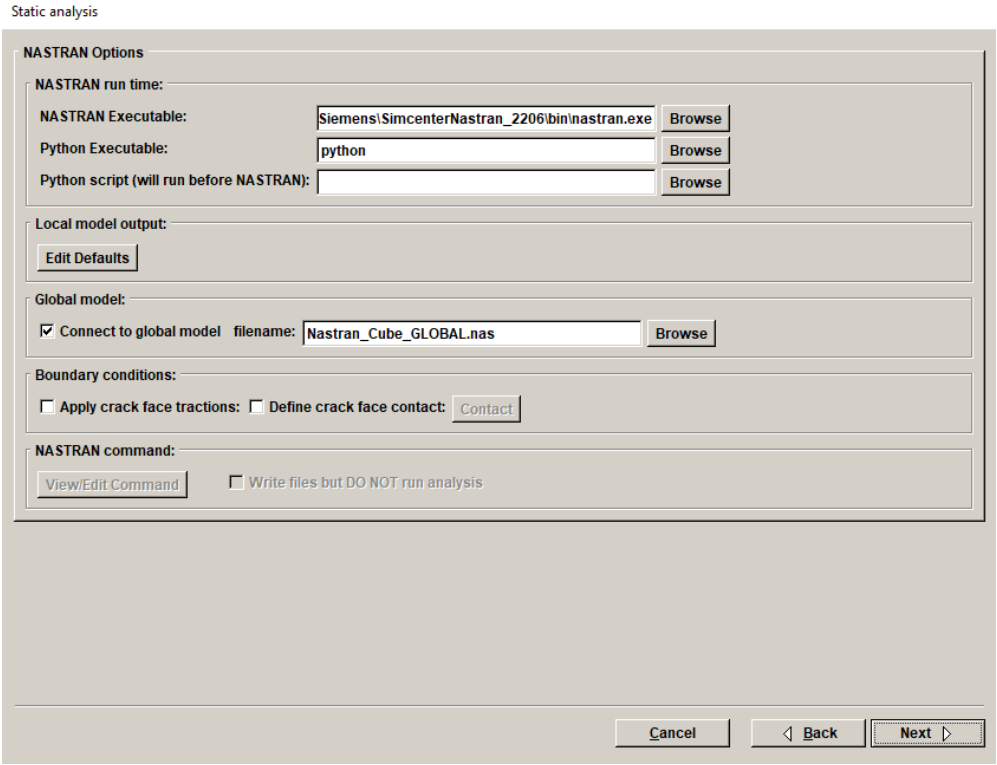 Static analysis
NASTRAN Options
NASTRAN run time:
NASTRAN Executable: Siemens\SimcenterNastran_2206\bin\nastran.exe Browse
Python Executable: python Browse
Python script (will run before NASTRAN): Browse
Local model output:
Edit Defaults
Global model:
Connect to global model filename: Nastran_Cube_GLOBAL.nas Browse
Boundary conditions:
Apply crack face tractions: Define crack face contact: Contact
NASTRAN command:
View/Edit Command Write files but DO NOT run analysis
Cancel Back Next